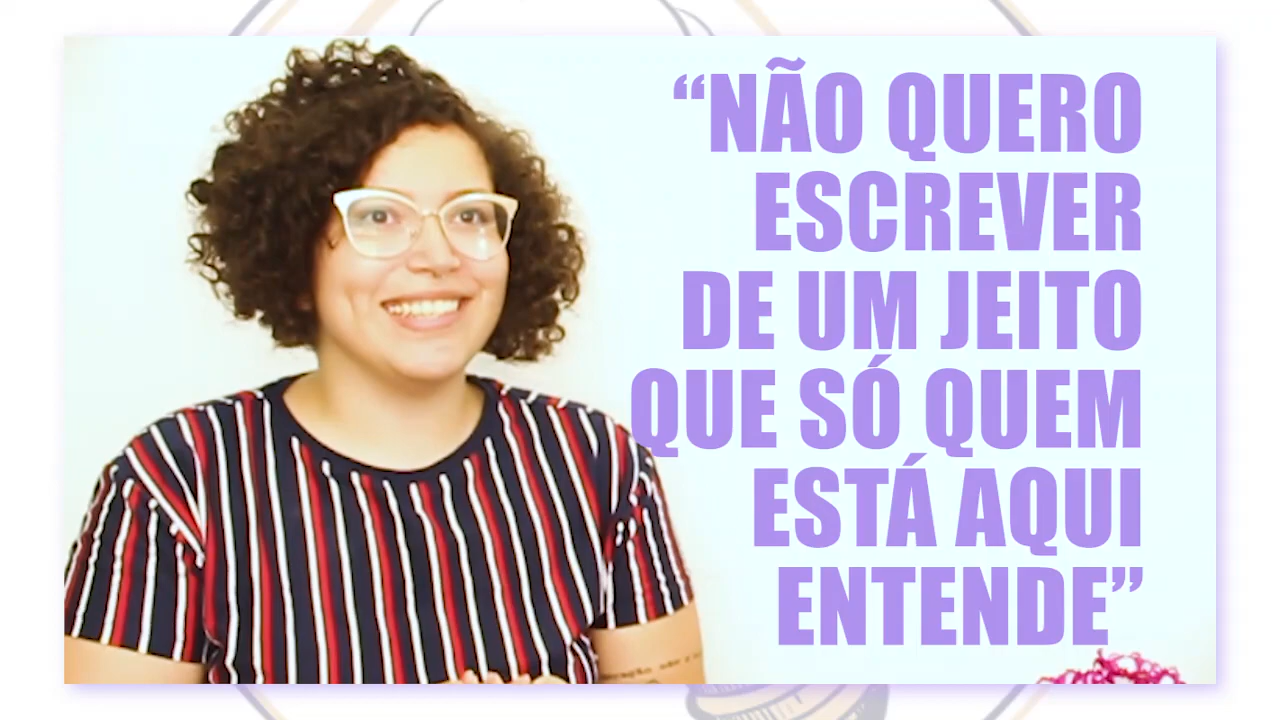 “NÃO QUERO
ESCREVER
DE UM JEITO
QUE SÓ QUEM
ESTÁ AQUI
ENTENDE”